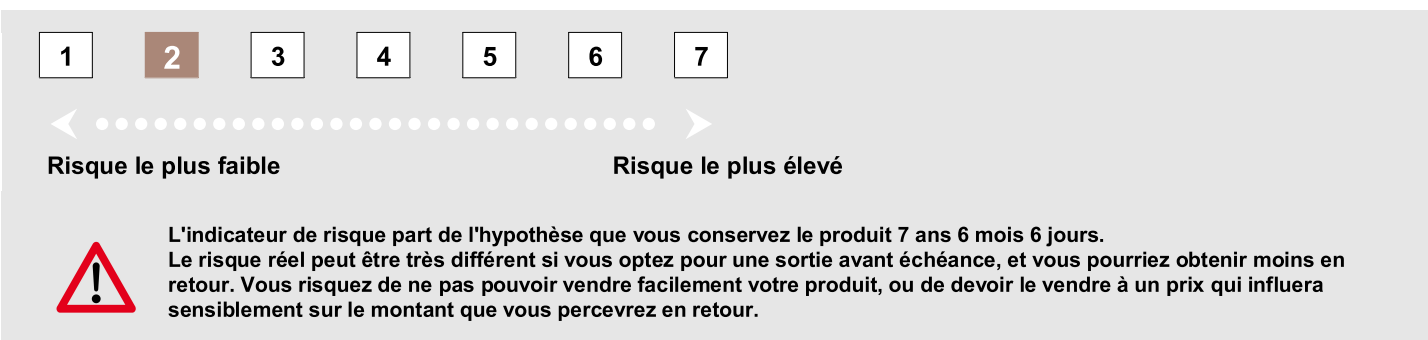 1 2 3 4 5 6 7
Risque le plus faible Risque le plus élevé
L'indicateur de risque part de l'hypothèse que vous conservez le produit 7 ans 6 mois 6 jours.
Le risque réel peut être très différent si vous optez pour une sortie avant échéance, et vous pourriez obtenir moins en
retour. Vous risquez de ne pas pouvoir vendre facilement votre produit, ou de devoir le vendre à un prix qui influera
sensiblement sur le montant que vous percevrez en retour.